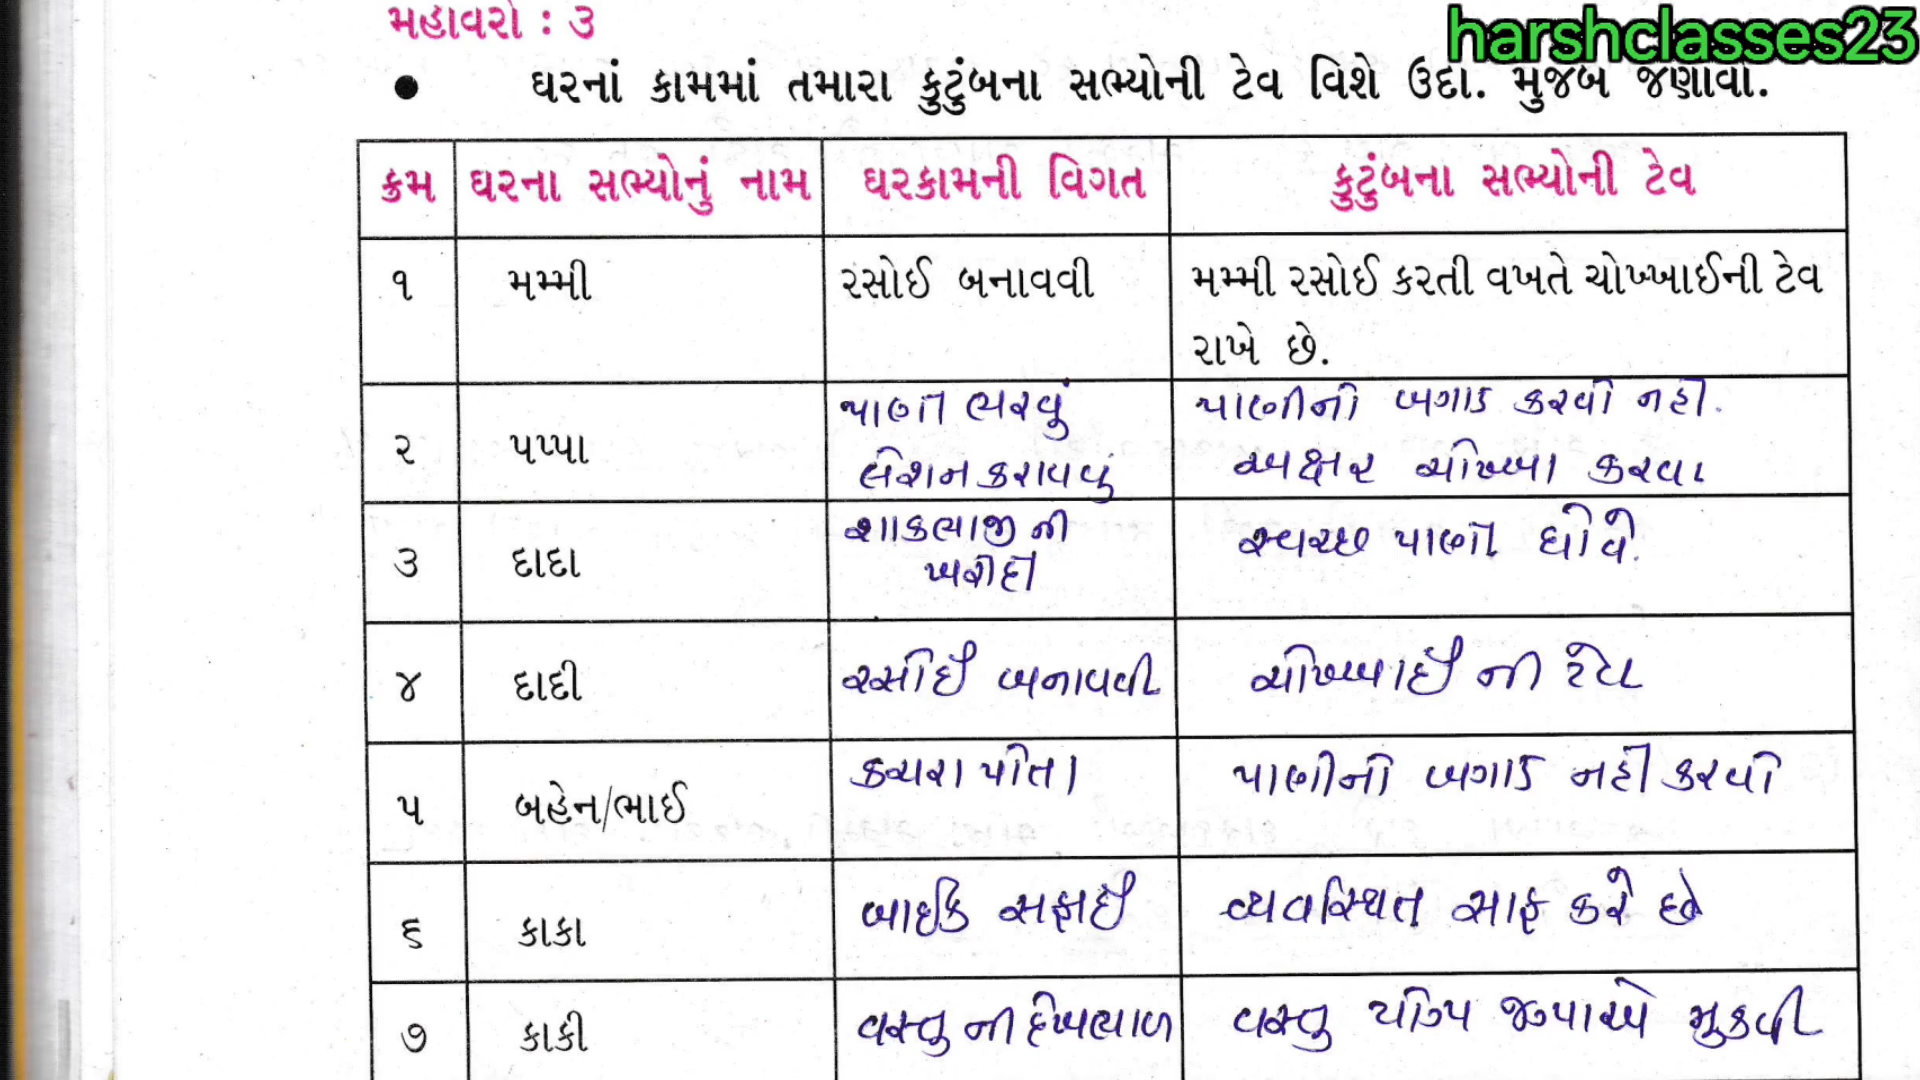 મહાવરો : ૩
harshclasses23
● ઘરનાં કામમાં તમારા કુટુંબના સભ્યોની ટેવ વિશે ઉદા. મુજબ જણાવો.
ક્રમ ઘરના સભ્યોનું નામ ઘરકામની વિગત કુટુંબના સભ્યોની ટેવ
૧ મમ્મી રસોઈ બનાવવી મમ્મી રસોઈ કરતી વખતે ચોખ્ખાઈની ટેવ
રાખે છે.
પાણી ભરવું પાણીનો બગાડ કરવો નહી.
૨ પપ્પા
લેશન કરાવવું અક્ષર ચોખ્ખા કરવા
શાકભાજી ની સ્વચ્છ પાણી ધોવે.
૩ દાદા
ખરીદી
૪ દાદી રસોઈ બનાવવી ચોખ્ખાઈ ની ટેવ
કચરા પોતા પાણીનો બગાડ નહી કરવો
૫ બહેન/ભાઈ
૬ કાકા બાઈક સફાઈ વ્યવસ્થિત સાફ કરે છે
૭ કાકી વસ્તુ ની દેખભાળ વસ્તુ યોગ્ય જગ્યાએ મૂકવી